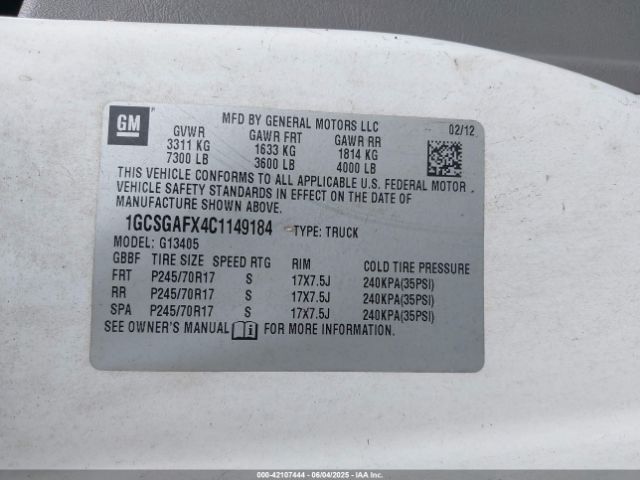 GM
MFD BY GENERAL MOTORS LLC
02/12
GVWR GAWR FRT GAWR RR
3311 KG 1633 KG 1814 KG
7300 LB 3600 LB 4000 LB
THIS VEHICLE CONFORMS TO ALL APPLICABLE U.S. FEDERAL MOTOR
VEHICLE SAFETY STANDARDS IN EFFECT ON THE DATE OF
MANUFACTURE SHOWN ABOVE.
1GCSGAFX4C1149184 TYPE: TRUCK
MODEL: G13405
GBBF TIRE SIZE SPEED RTG RIM COLD TIRE PRESSURE
FRT P245/70R17 S 17X7.5J 240KPA(35PSI)
RR P245/70R17 S 17X7.5J 240KPA(35PSI)
SPA P245/70R17 S 17X7.5J 240KPA(35PSI)
SEE OWNER'S MANUAL FOR MORE INFORMATION.
000-42107444 - 06/04/2025 - IAAI.COM